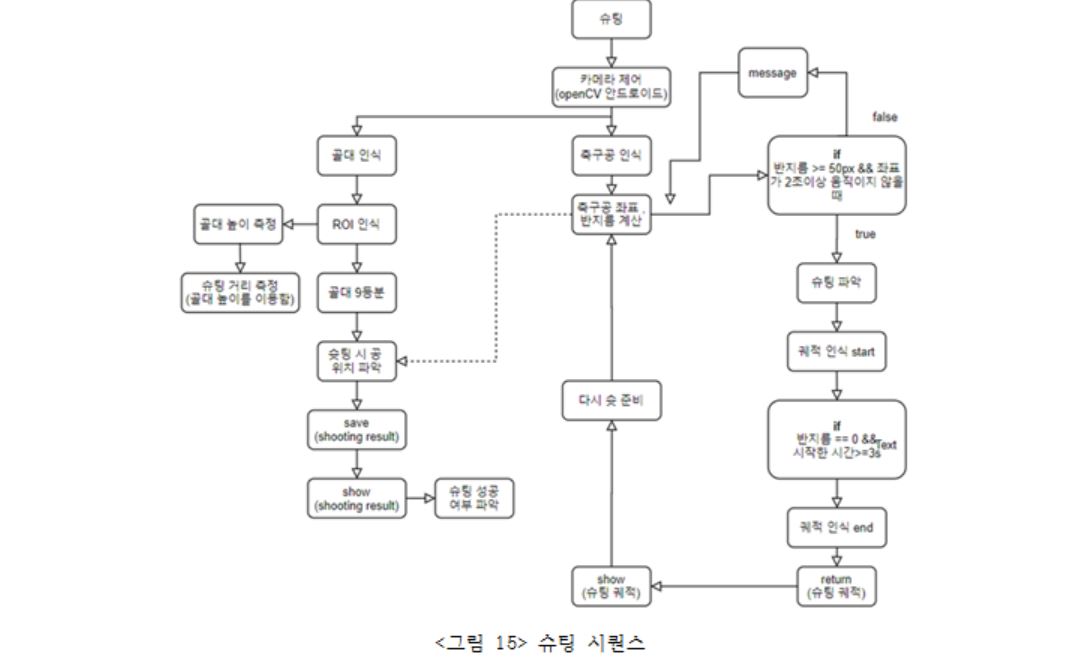 슈팅
카메라 제어
(openCV 안드로이드)
message
false
골대 인식
축구공 인식
if
반지름 >= 50px && 좌표
가 2초이상 움직이지 않을
때
축구공 좌표 ,
반지름 계산
골대 높이 측정
ROI 인식
true
슈팅 거리 측정
(골대 높이를 이용함)
골대 9등분
슈팅 파악
슛팅 시 공
위치 파악
궤적 인식 start
다시 슛 준비
save
(shooting result)
if
반지름 == 0 &&
시작한 시간>=3s
Text
show
(shooting result)
슈팅 성공
여부 파악
궤적 인식 end
show
(슈팅 궤적)
return
(슈팅 궤적)
<그림 15> 슈팅 시퀀스